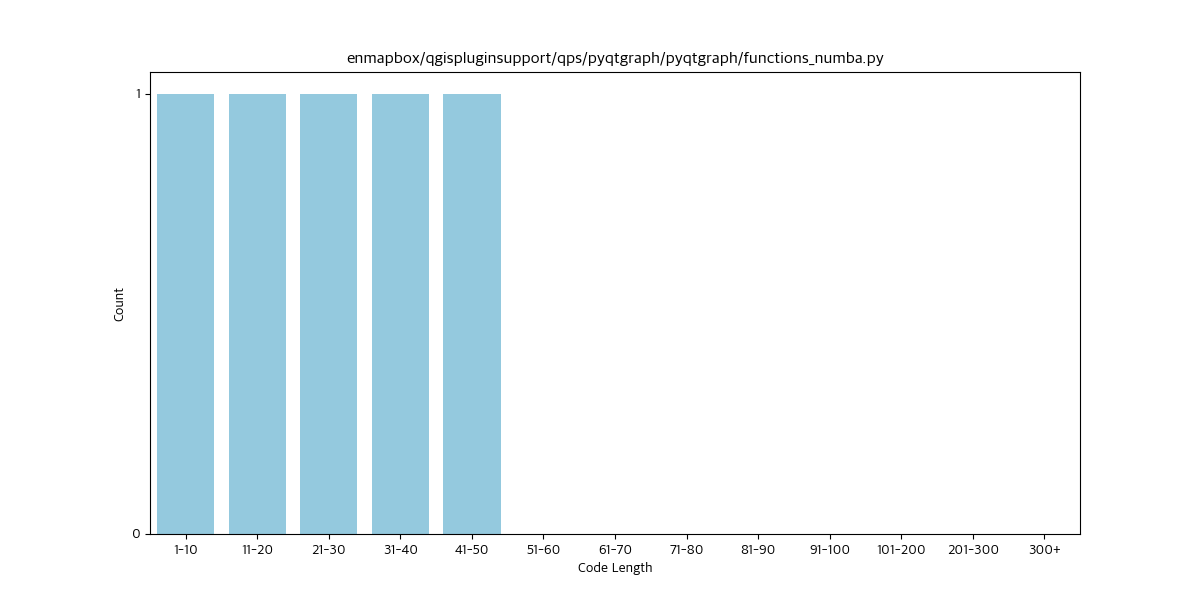 enmapbox/qgispluginsupport/qps/pyqtgraph/pyqtgraph/functions_numba.py
1
Count
0
1-10 11-20 21-30 31-40 41-50 51-60 61-70 71-80 81-90 91-100 101-200 201-300 300+
Code Length